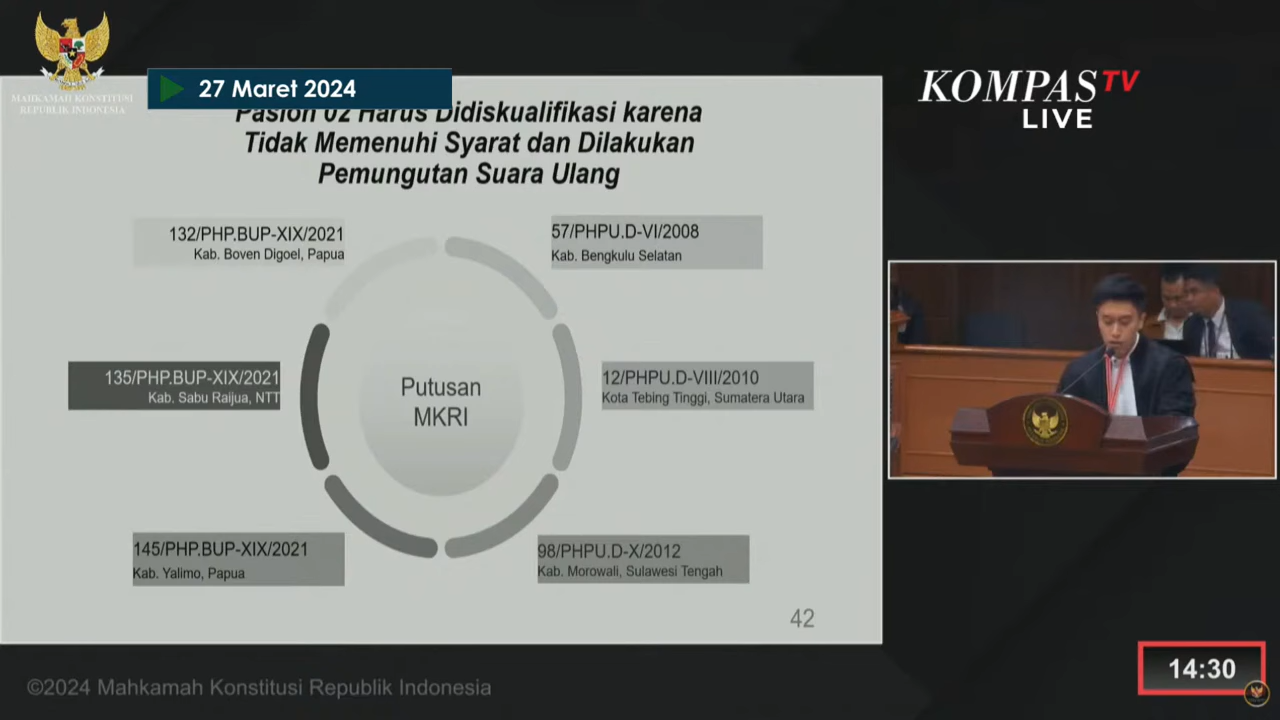 MAHKAMAH KONSTITUSI
REPUBLIK INDONESIA
27 Maret 2024
KOMPAS TV
LIVE
Paslon 02 Harus Didiskualifikasi karena
Tidak Memenuhi Syarat dan Dilakukan
Pemungutan Suara Ulang
132/PHP.BUP-XIX/2021
Kab. Boven Digoel, Papua
57/PHPU.D-VI/2008
Kab. Bengkulu Selatan
135/PHP.BUP-XIX/2021
Kab. Sabu Raijua, NTT
Putusan
MKRI
12/PHPU.D-VIII/2010
Kota Tebing Tinggi, Sumatera Utara
145/PHP.BUP-XIX/2021
Kab. Yalimo, Papua
98/PHPU.D-X/2012
Kab. Morowali, Sulawesi Tengah
42
14:30
©2024 Mahkamah Konstitusi Republik Indonesia